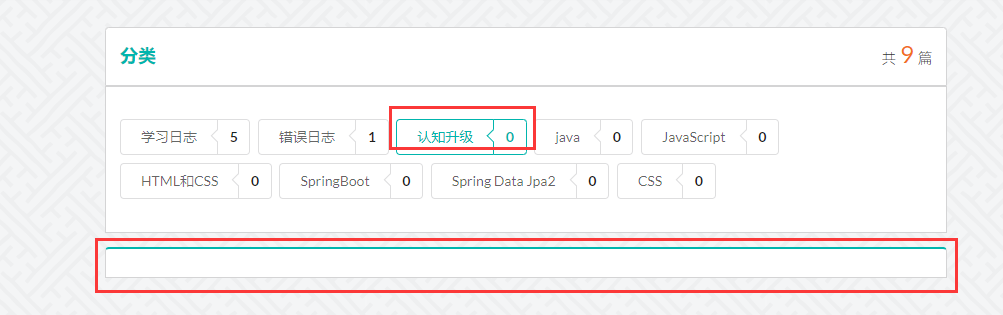 分类 共 9 篇
学习日志 5 错误日志 1 认知升级 0 java 0 JavaScript 0
HTML和CSS 0 SpringBoot 0 Spring Data Jpa2 0 CSS 0